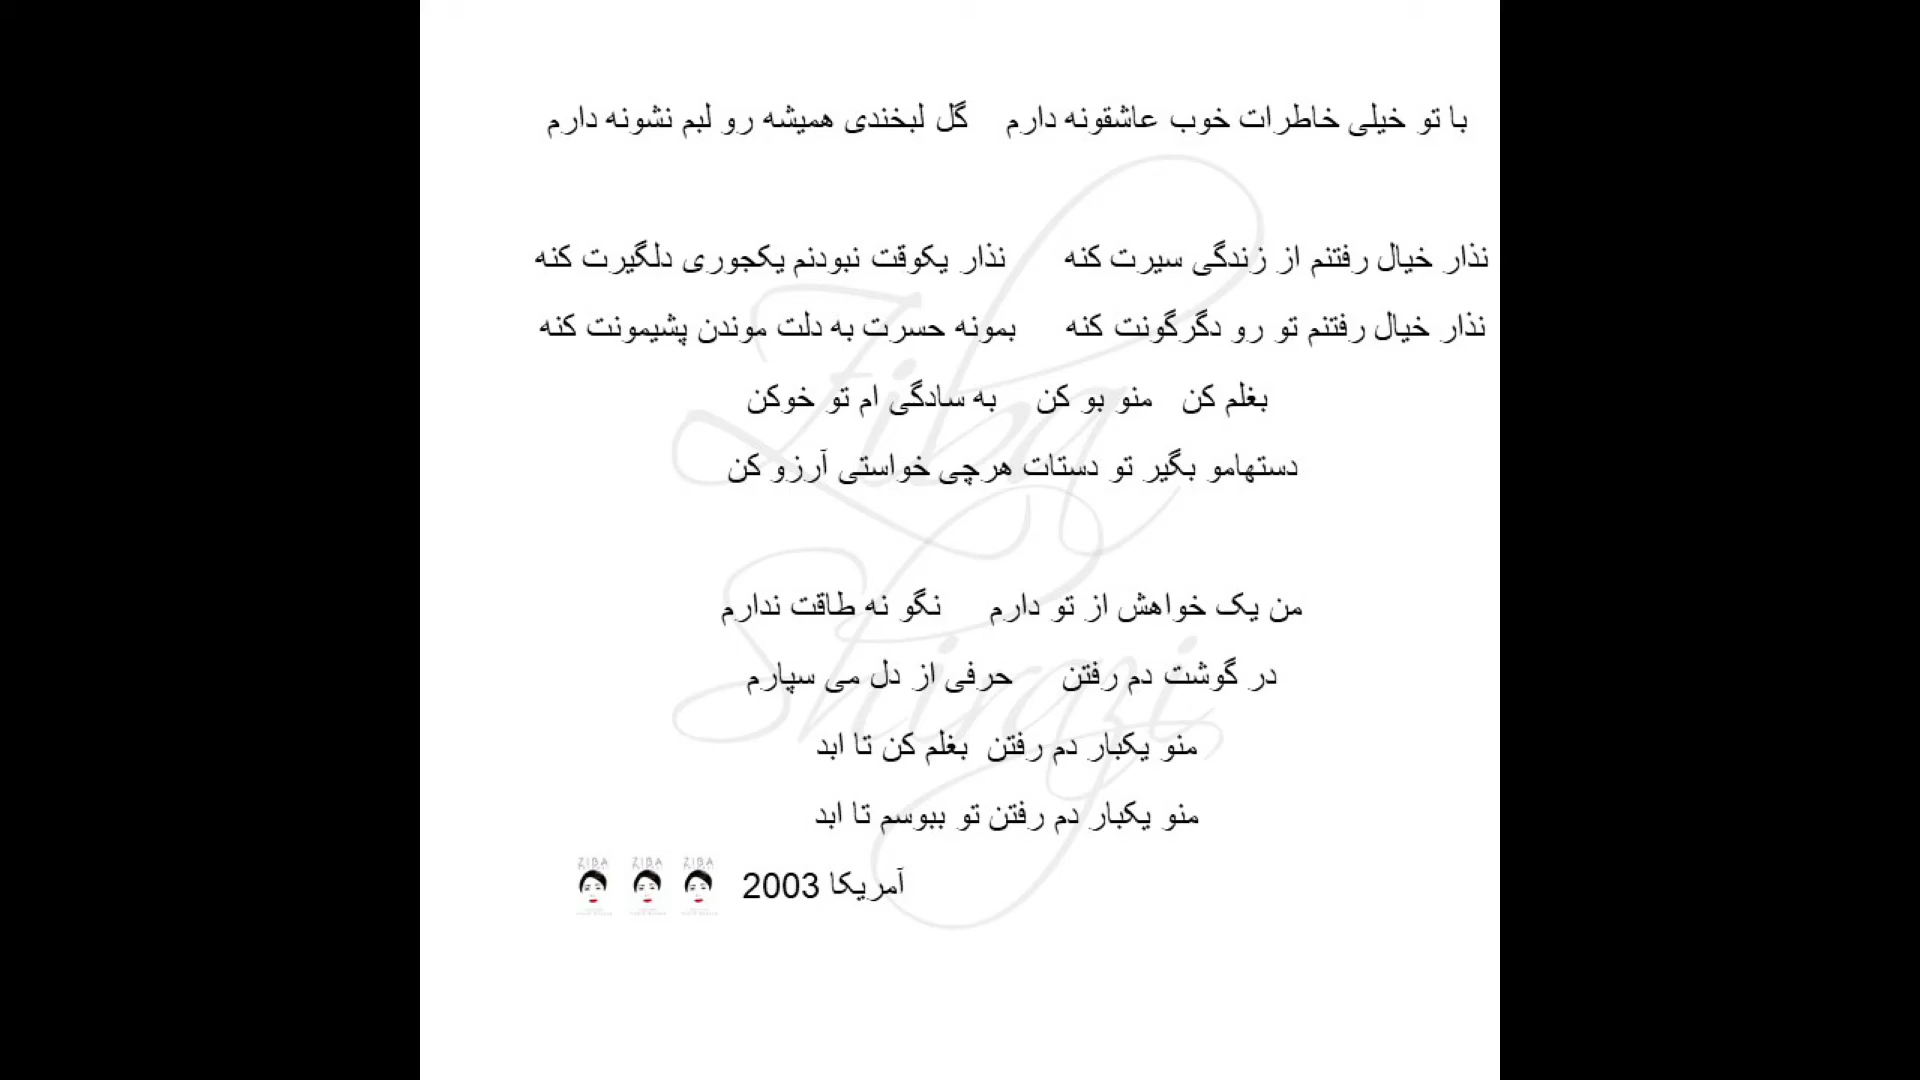 با تو خیلی خاطرات خوب عاشقونه دارم گل لبخندی همیشه رو لبم نشونه دارم
نذار خیال رفتنم از زندگی سیرت کنه نذار یکوقت نبودنم یکجوری دلگیرت کنه
نذار خیال رفتنم تو رو دگرگونت کنه بمونه حسرت به دلت موندن پشیمونت کنه
بغلم کن منو بو کن به سادگی ام تو خوکن
دستهامو بگیر تو دستات هرچی خواستی آرزو کن
من یک خواهش از تو دارم نگو نه طاقت ندارم
در گوشت دم رفتن حرفی از دل می سپارم
منو یکبار دم رفتن بغلم کن تا ابد
منو یکبار دم رفتن تو ببوسم تا ابد
آمریکا 2003
ZIBA ZIBA ZIBA
Ziba
Shirazi